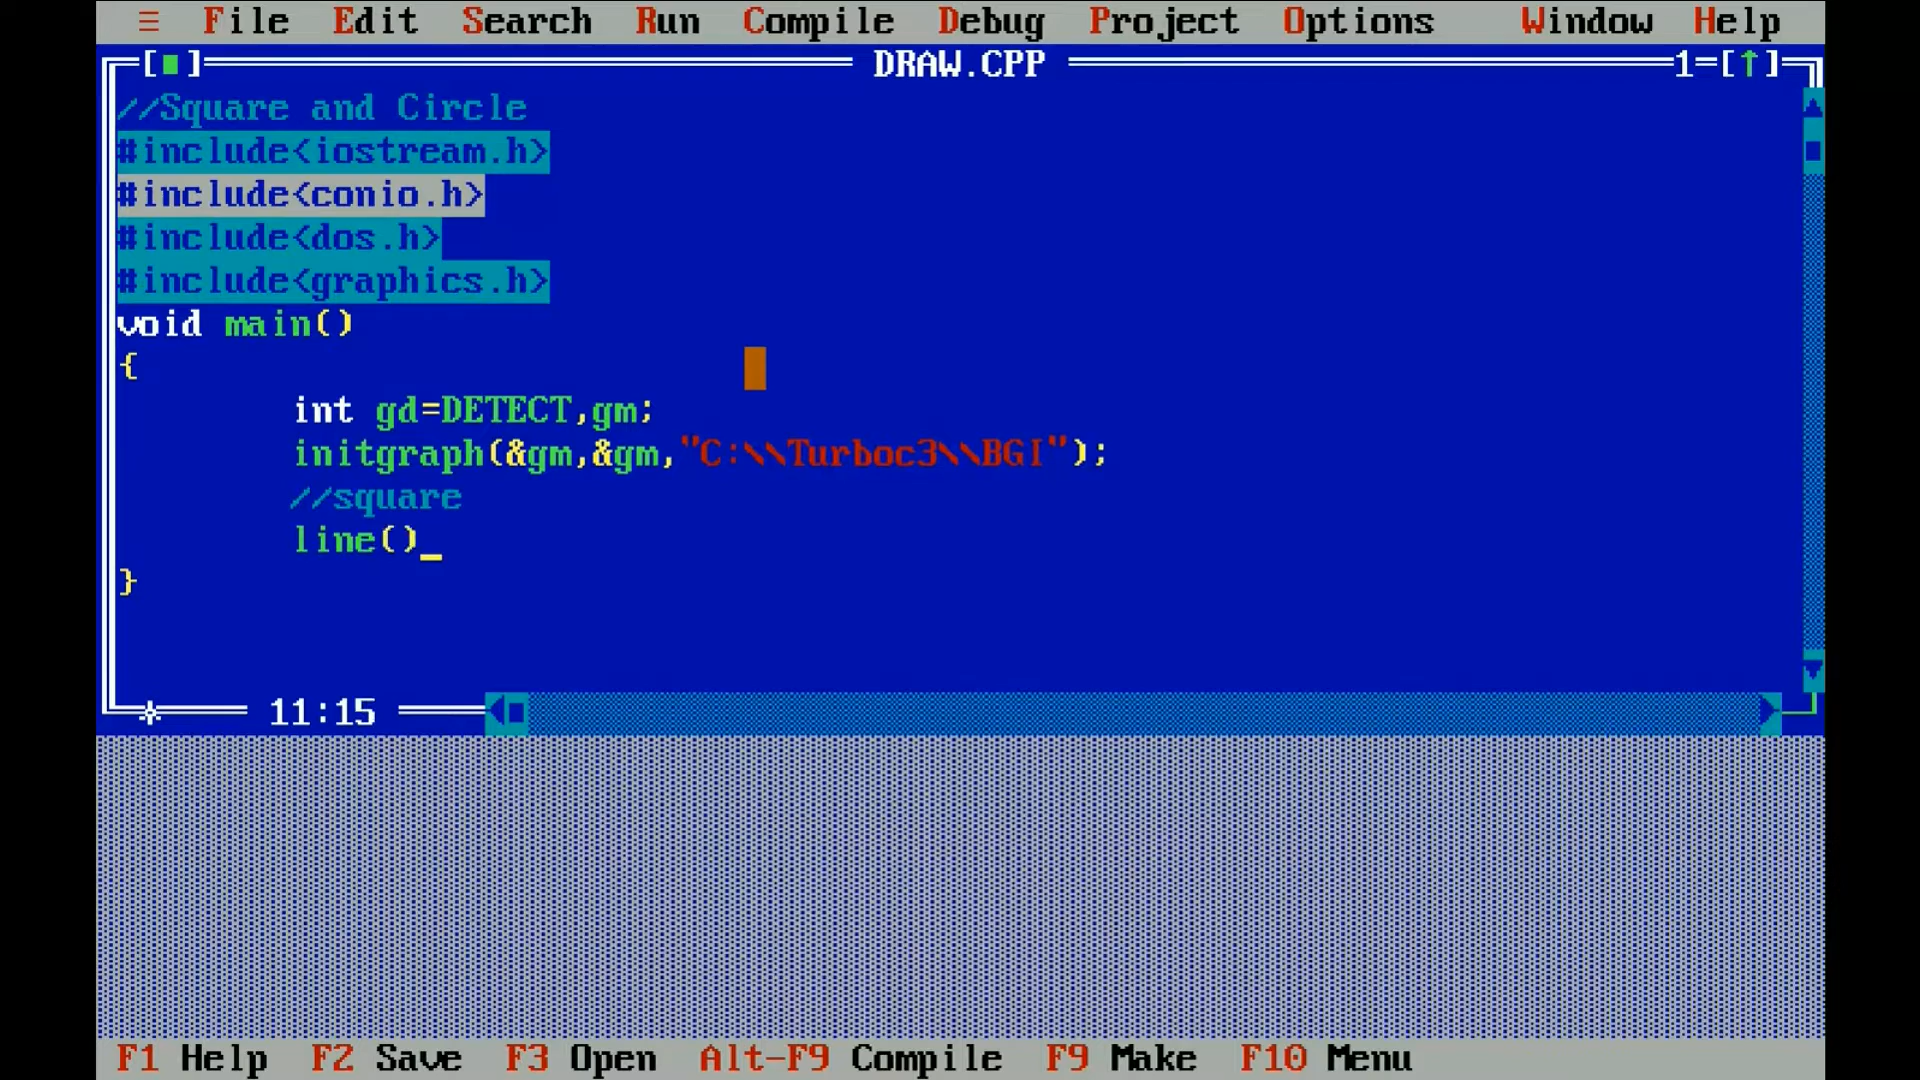 ≡ File Edit Search Run Compile Debug Project Options Window Help
[■] DRAW.CPP 1=[↑]
//Square and Circle
#include<iostream.h>
#include<conio.h>
#include<dos.h>
#include<graphics.h>
void main()
{
int gd=DETECT,gm;
initgraph(&gm,&gm,"C:\\Turboc3\\BGI");
//square
line()_
}
* 11:15
F1 Help F2 Save F3 Open Alt-F9 Compile F9 Make F10 Menu